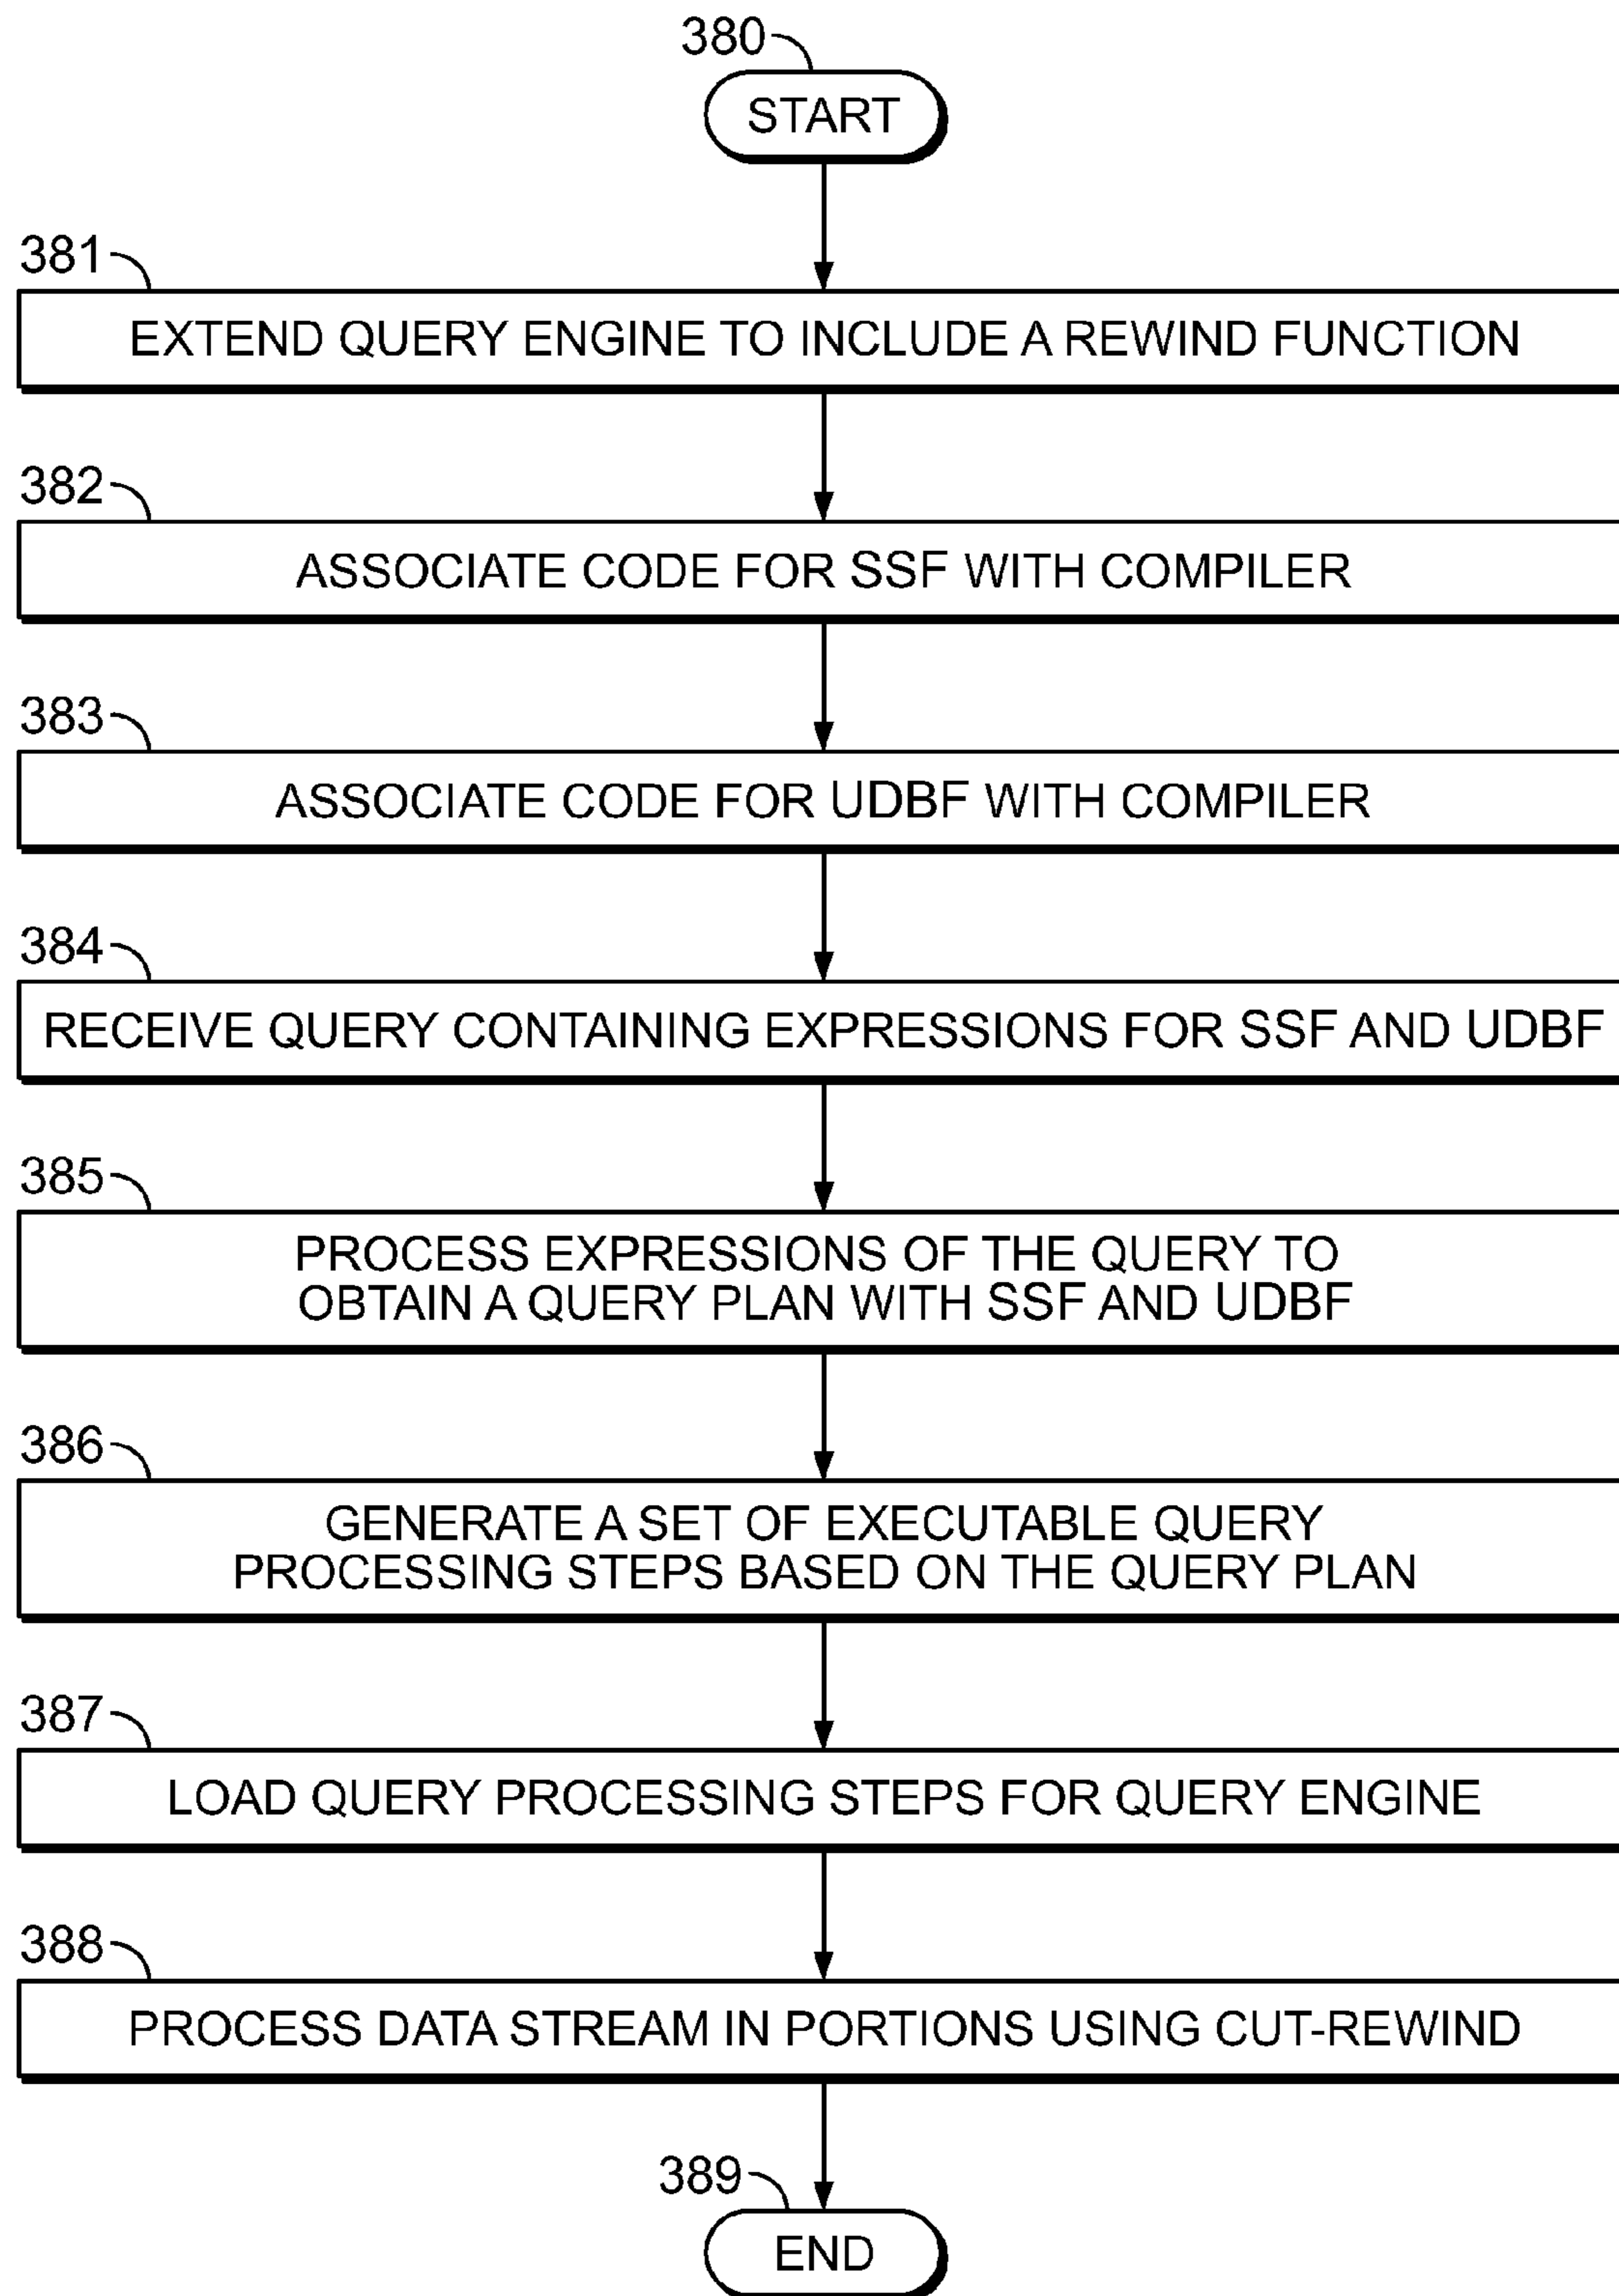 380
START
381
EXTEND QUERY ENGINE TO INCLUDE A REWIND FUNCTION
382
ASSOCIATE CODE FOR SSF WITH COMPILER
383
ASSOCIATE CODE FOR UDBF WITH COMPILER
384
RECEIVE QUERY CONTAINING EXPRESSIONS FOR SSF AND UDBF
385
PROCESS EXPRESSIONS OF THE QUERY TO
OBTAIN A QUERY PLAN WITH SSF AND UDBF
386
GENERATE A SET OF EXECUTABLE QUERY
PROCESSING STEPS BASED ON THE QUERY PLAN
387
LOAD QUERY PROCESSING STEPS FOR QUERY ENGINE
388
PROCESS DATA STREAM IN PORTIONS USING CUT-REWIND
389
END